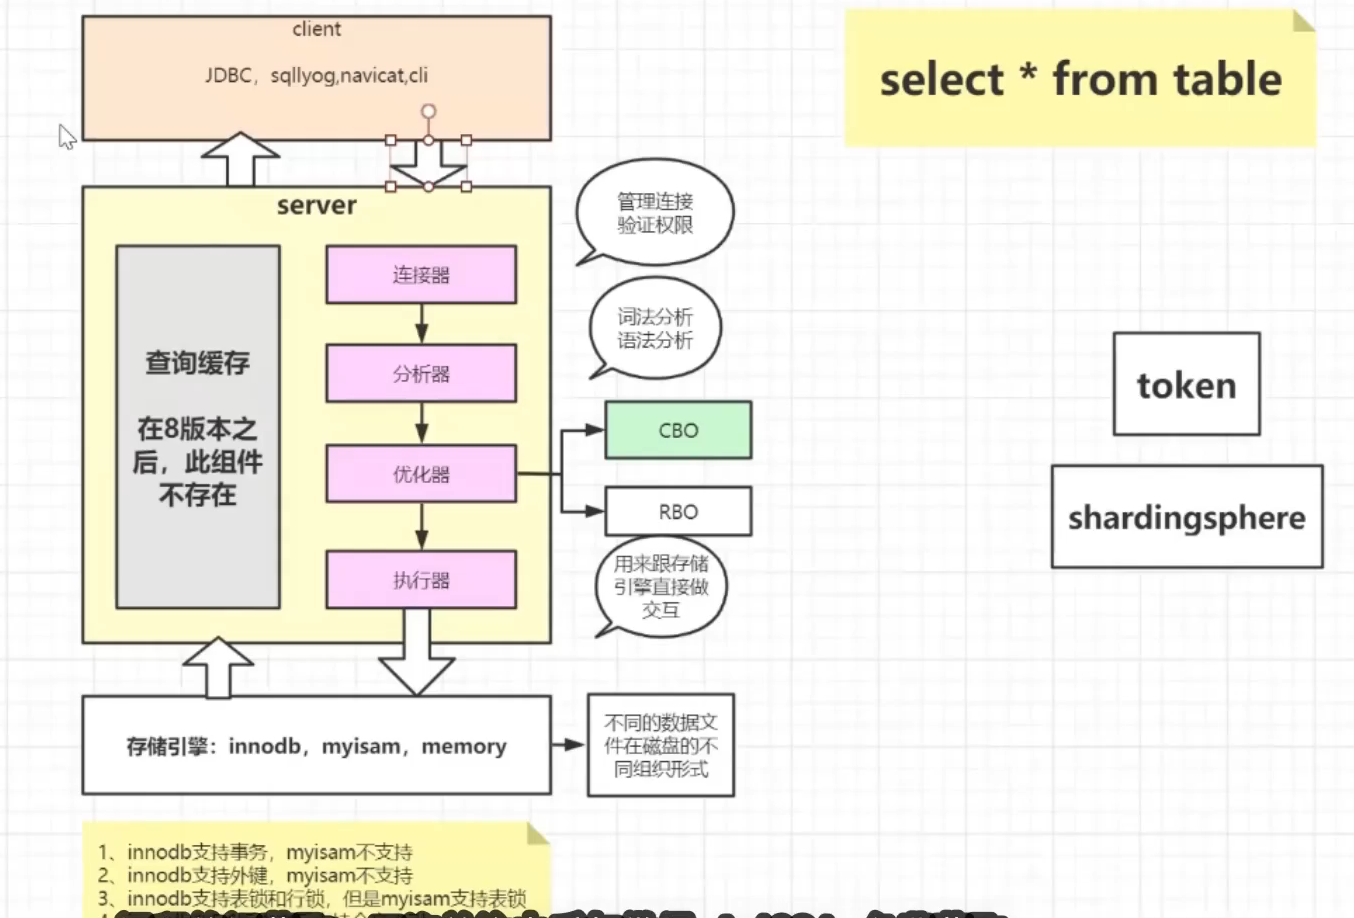 client
JDBC，sqllyog,navicat,cli
select * from table
server
管理连接
验证权限
连接器
词法分析
语法分析
分析器
查询缓存
在8版本之
后，此组件
不存在
优化器
CBO
RBO
token
shardingsphere
执行器
用来跟存储
引擎直接做
交互
存储引擎：innodb，myisam，memory
不同的数据文
件在磁盘的不
同组织形式
1、innodb支持事务，myisam不支持
2、innodb支持外键，myisam不支持
3、innodb支持表锁和行锁，但是myisam支持表锁